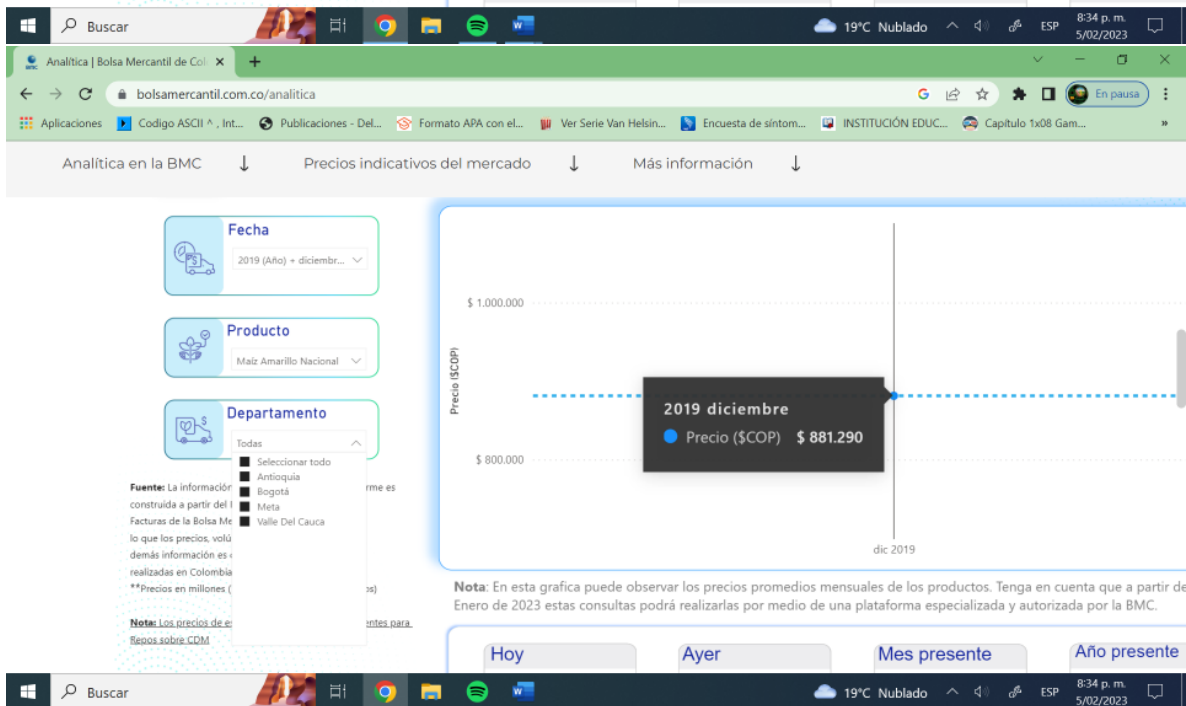 Buscar
19°C Nublado
ESP
8:34 p. m.
5/02/2023
Analítica | Bolsa Mercantil de Col
bolsamercantil.com.co/analitica
En pausa
Aplicaciones
Codigo ASCII ^ , Int...
Publicaciones - Del...
Formato APA con el...
Ver Serie Van Helsin...
Encuesta de síntom...
INSTITUCIÓN EDUC...
Capítulo 1x08 Gam...
»
Analítica en la BMC ↓ Precios indicativos del mercado ↓ Más información ↓
Fecha
2019 (Año) + diciembr...
Producto
Maíz Amarillo Nacional
Departamento
Todas
Seleccionar todo
Antioquia
Bogotá
Meta
Valle Del Cauca
Fuente: La información rme es
construida a partir del
Facturas de la Bolsa Me
lo que los precios, volú
demás información es
realizadas en Colombia
**Precios en millones ( os)
Nota: Los precios de es entes para
Repos sobre CDM
Precio ($COP)
$ 1.000.000
$ 800.000
2019 diciembre
Precio ($COP) $ 881.290
dic 2019
Nota: En esta grafica puede observar los precios promedios mensuales de los productos. Tenga en cuenta que a partir de
Enero de 2023 estas consultas podrá realizarlas por medio de una plataforma especializada y autorizada por la BMC.
Hoy
Ayer
Mes presente
Año presente
Buscar
19°C Nublado
ESP
8:34 p. m.
5/02/2023